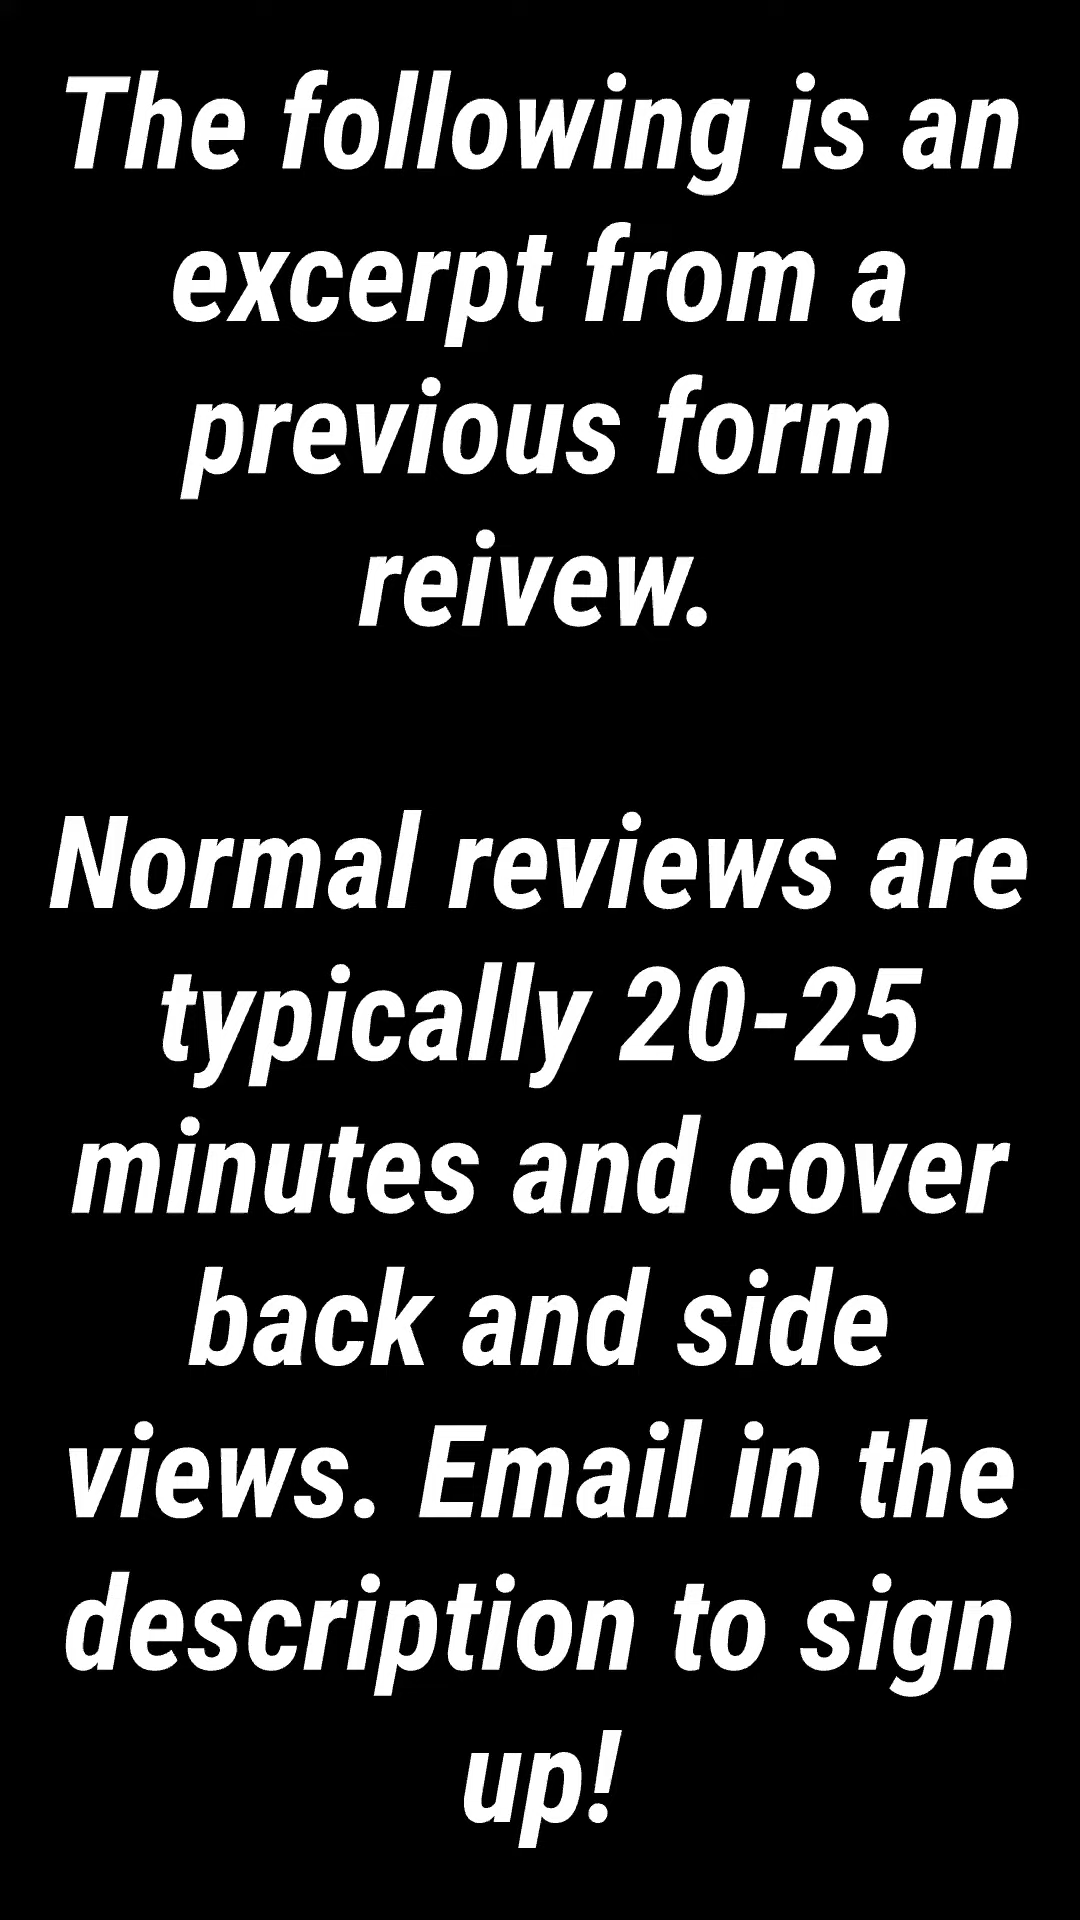 The following is an
excerpt from a
previous form
reivew.
Normal reviews are
typically 20-25
minutes and cover
back and side
views. Email in the
description to sign
up!